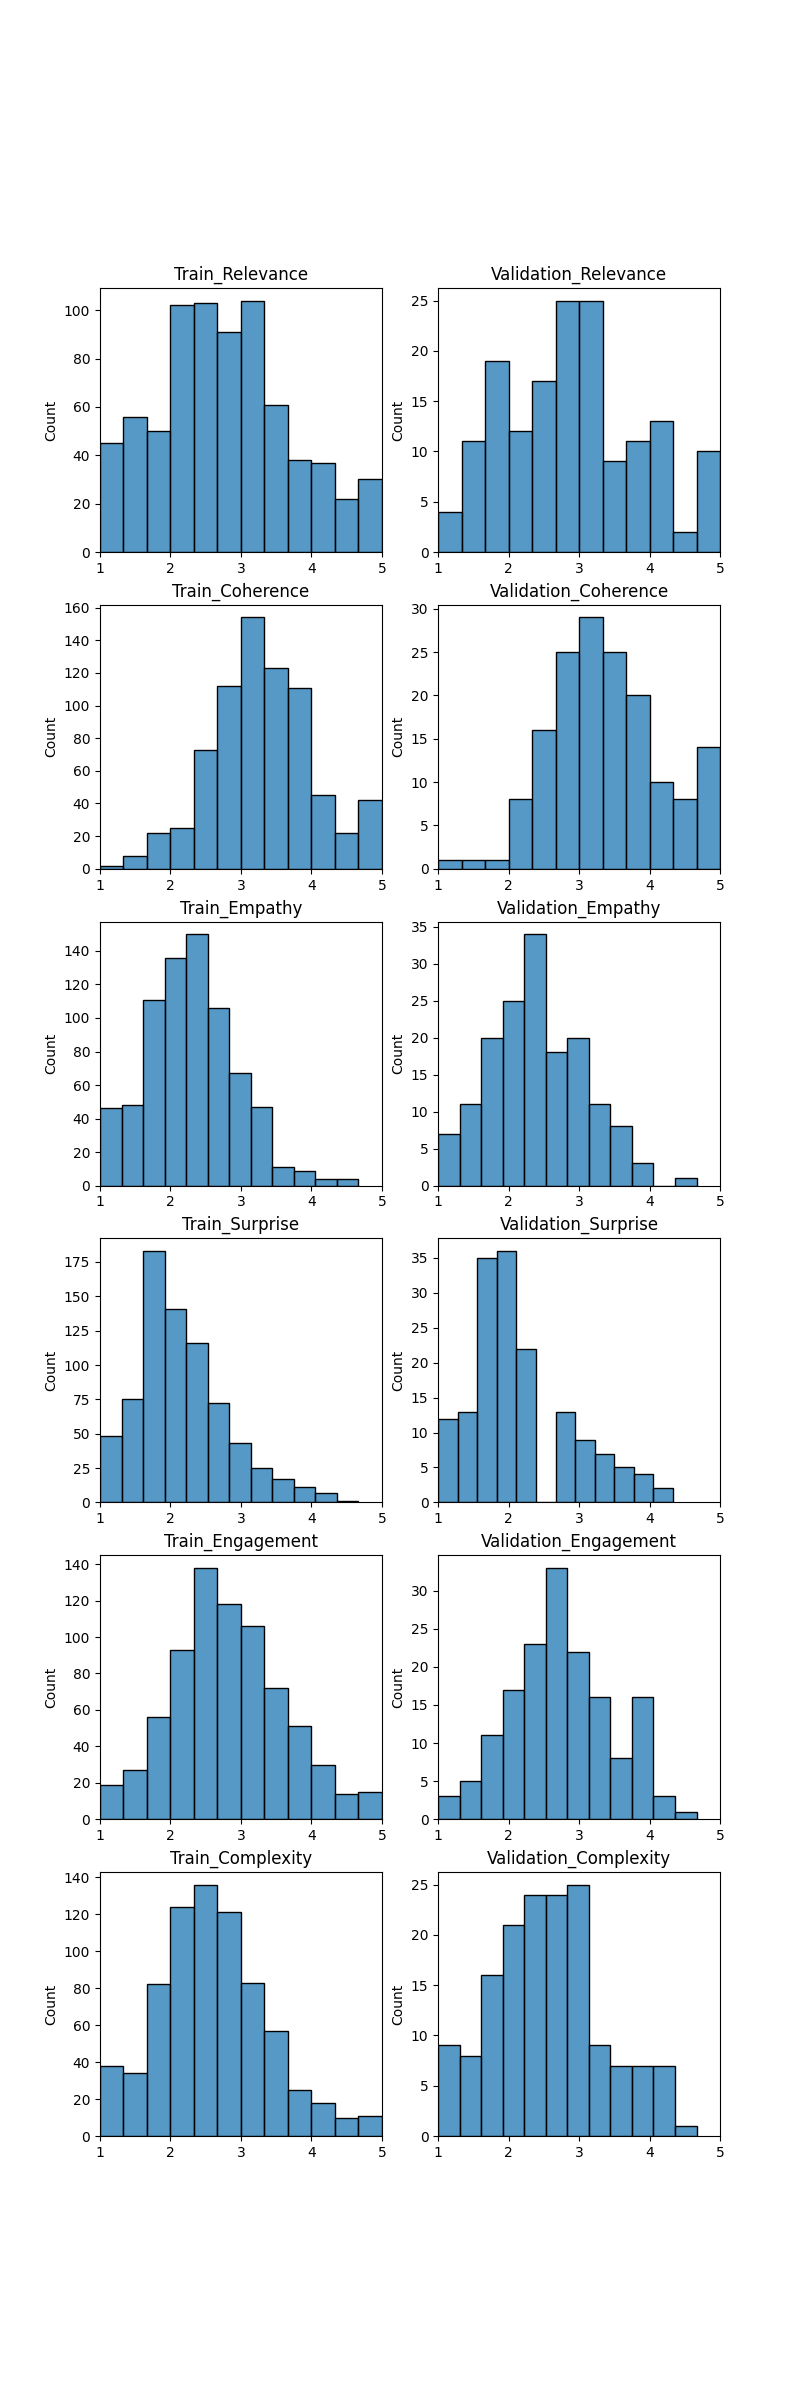 Train_Relevance Validation_Relevance
Count
100
80
60
40
20
0
1 2 3 4 5
Count
25
20
15
10
5
0
1 2 3 4 5
Train_Coherence Validation_Coherence
Count
160
140
120
100
80
60
40
20
0
1 2 3 4 5
Count
30
25
20
15
10
5
0
1 2 3 4 5
Train_Empathy Validation_Empathy
Count
140
120
100
80
60
40
20
0
1 2 3 4 5
Count
35
30
25
20
15
10
5
0
1 2 3 4 5
Train_Surprise Validation_Surprise
Count
175
150
125
100
75
50
25
0
1 2 3 4 5
Count
35
30
25
20
15
10
5
0
1 2 3 4 5
Train_Engagement Validation_Engagement
Count
140
120
100
80
60
40
20
0
1 2 3 4 5
Count
30
25
20
15
10
5
0
1 2 3 4 5
Train_Complexity Validation_Complexity
Count
140
120
100
80
60
40
20
0
1 2 3 4 5
Count
25
20
15
10
5
0
1 2 3 4 5